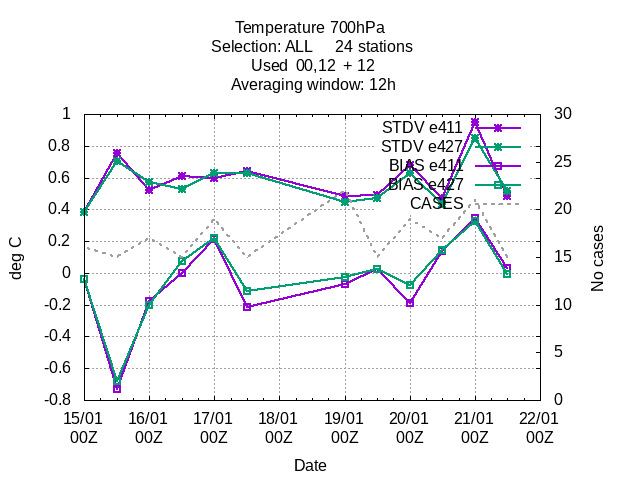 Temperature 700hPa
Selection: ALL 24 stations
Used 00,12 + 12
Averaging window: 12h
STDV e411
STDV e427
BIAS e411
BIAS e427
CASES
deg C
1
0.8
0.6
0.4
0.2
0
-0.2
-0.4
-0.6
-0.8
No cases
30
25
20
15
10
5
0
15/01 16/01 17/01 18/01 19/01 20/01 21/01 22/01
00Z 00Z 00Z 00Z 00Z 00Z 00Z 00Z
Date